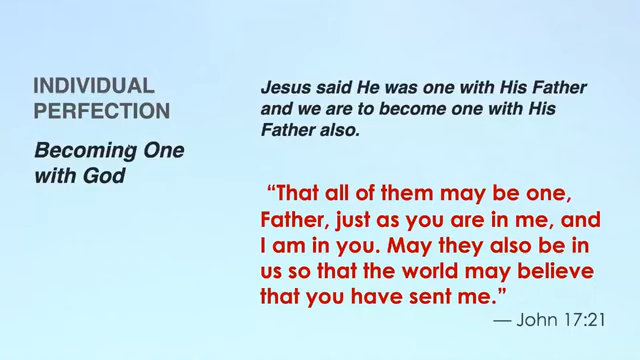 INDIVIDUAL
PERFECTION
Becoming One
with God
Jesus said He was one with His Father
and we are to become one with His
Father also.
“That all of them may be one,
Father, just as you are in me, and
I am in you. May they also be in
us so that the world may believe
that you have sent me.”
— John 17:21